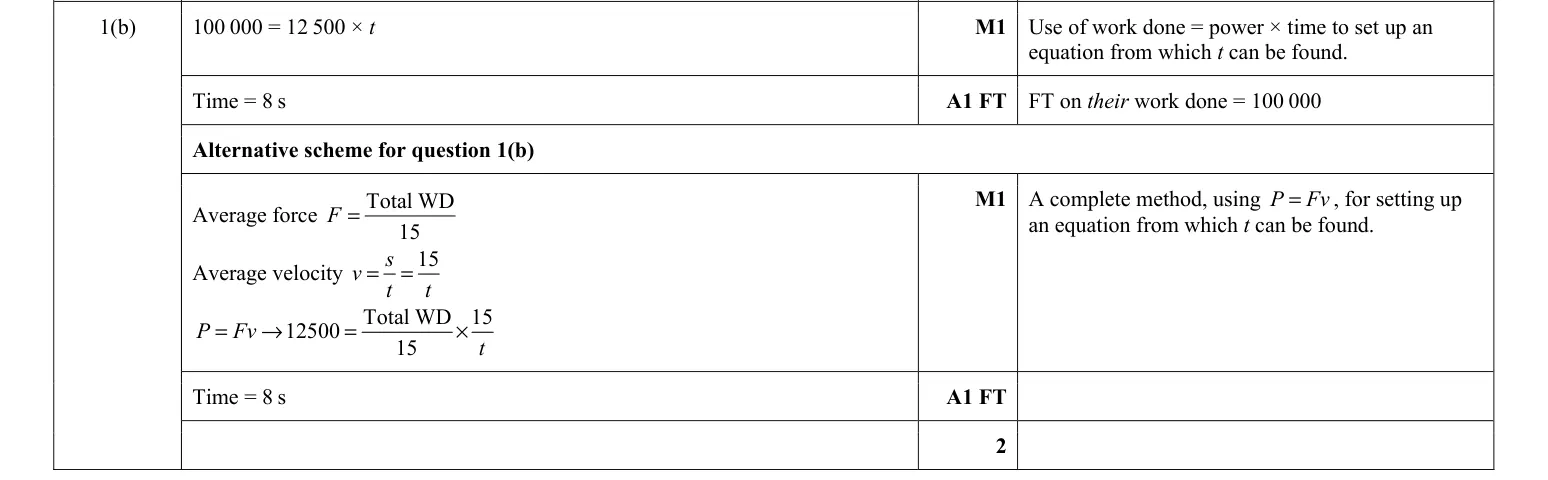 1(b)
100 000 = 12 500 × t
M1
Use of work done = power × time to set up an
equation from which t can be found.
Time = 8 s
A1 FT
FT on their work done = 100 000
Alternative scheme for question 1(b)
Average force F = Total WD / 15
Average velocity v = s / t = 15 / t
P = Fv → 12500 = Total WD / 15 × 15 / t
M1
A complete method, using P = Fv , for setting up
an equation from which t can be found.
Time = 8 s
A1 FT
2